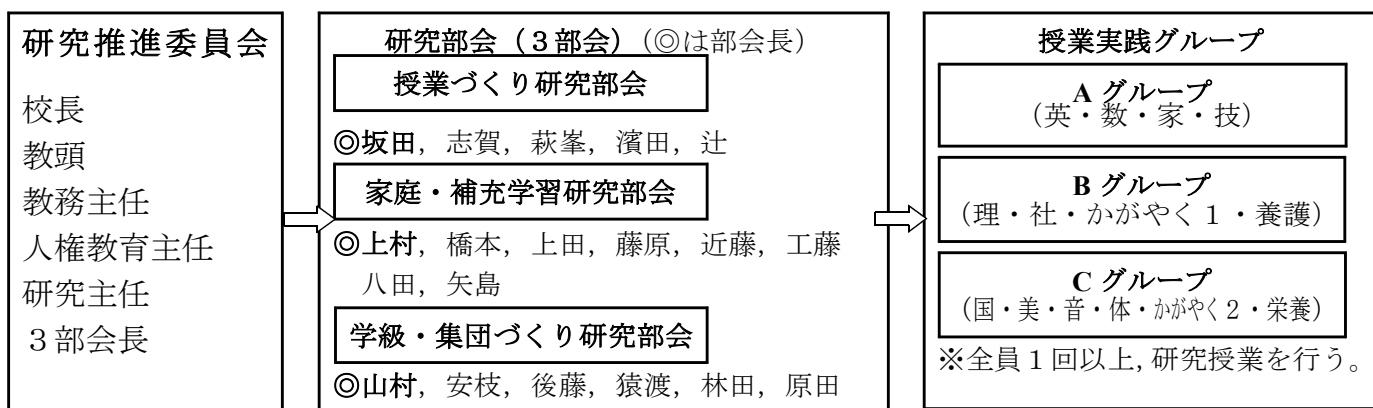 研究推進委員会
校長
教頭
教務主任
人権教育主任
研究主任
３部会長
研究部会（３部会）（◎は部会長）
授業づくり研究部会
◎坂田，志賀，萩峯，濱田，辻
家庭・補充学習研究部会
◎上村，橋本，上田，藤原，近藤，工藤
八田，矢島
学級・集団づくり研究部会
◎山村，安枝，後藤，猿渡，林田，原田
授業実践グループ
A グループ
（英・数・家・技）
B グループ
（理・社・かがやく１・養護）
C グループ
（国・美・音・体・かがやく２・栄養）
※全員１回以上，研究授業を行う。